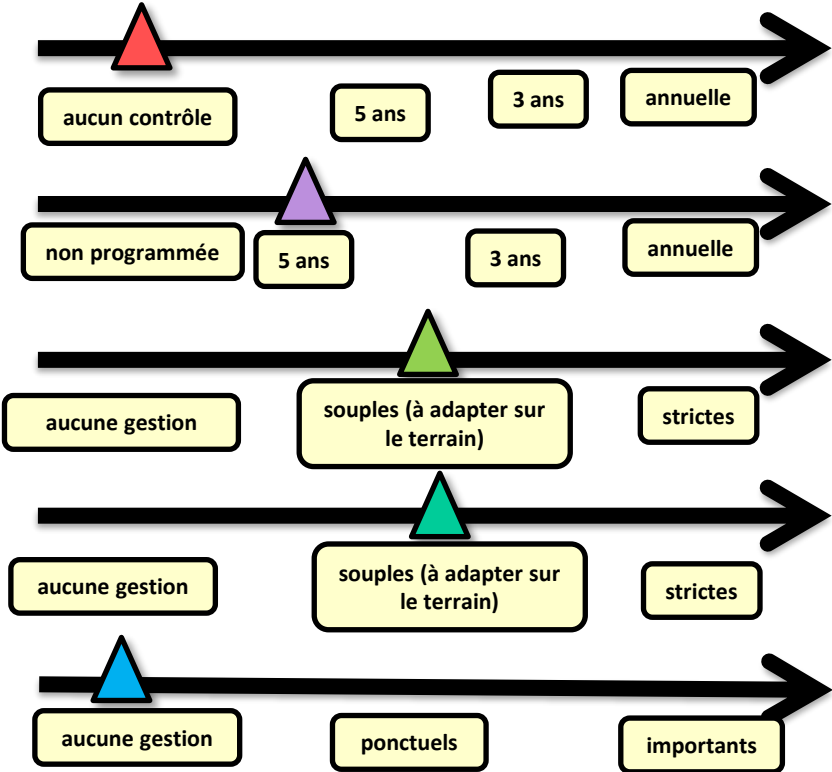 aucun contrôle
5 ans
3 ans
annuelle
non programmée
5 ans
3 ans
annuelle
aucune gestion
souples (à adapter sur
le terrain)
strictes
aucune gestion
souples (à adapter sur
le terrain)
strictes
aucune gestion
ponctuels
importants